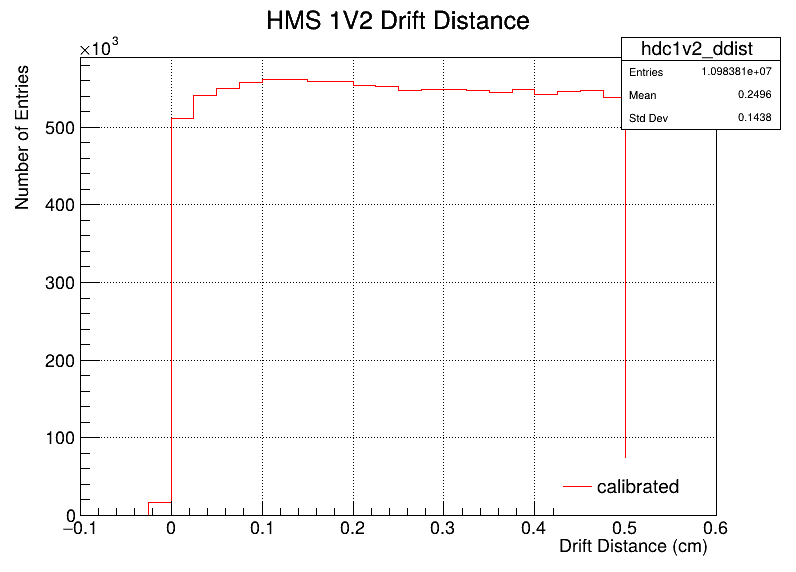 HMS 1V2 Drift Distance
×10³
hdc1v2_ddist
Entries 1.098381e+07
Mean 0.2496
Std Dev 0.1438
Number of Entries
500
400
300
200
100
0
−0.1 0 0.1 0.2 0.3 0.4 0.5 0.6
calibrated
Drift Distance (cm)